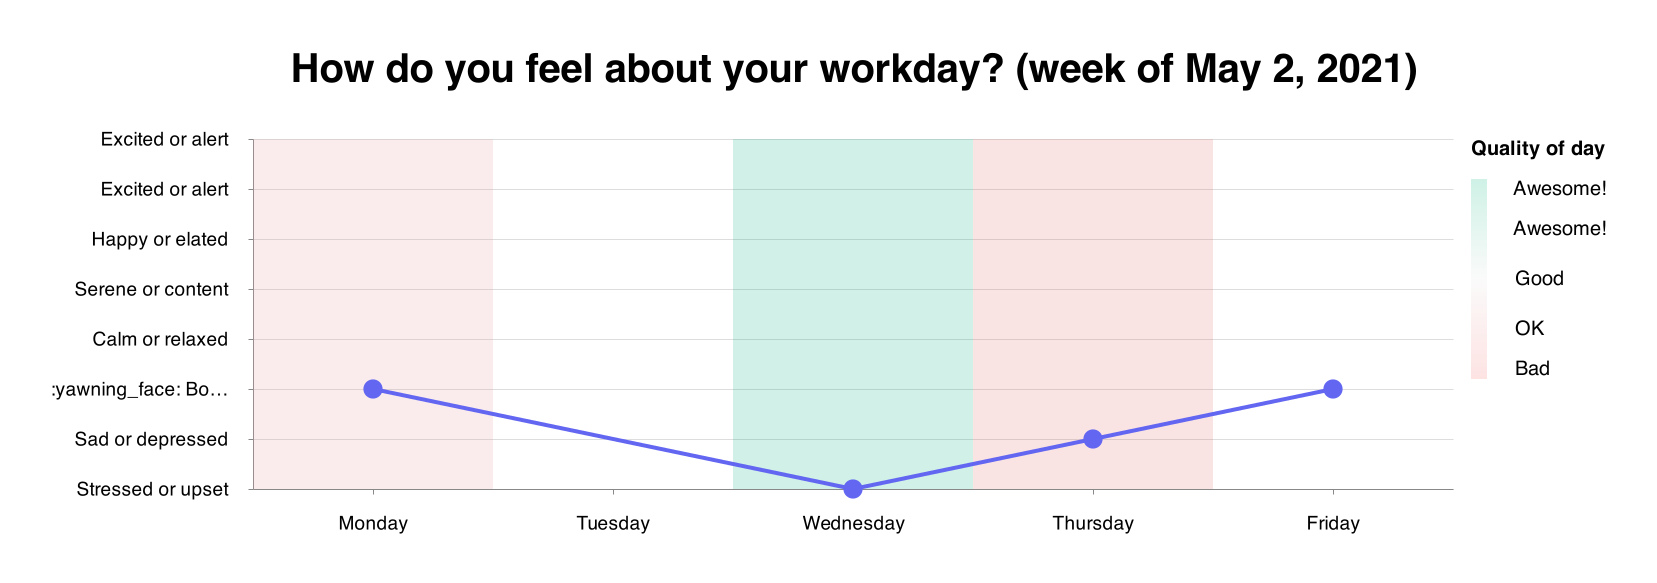 How do you feel about your workday? (week of May 2, 2021)
Excited or alert
Excited or alert
Happy or elated
Serene or content
Calm or relaxed
:yawning_face: Bo…
Sad or depressed
Stressed or upset
Monday
Tuesday
Wednesday
Thursday
Friday
Quality of day
Awesome!
Awesome!
Good
OK
Bad